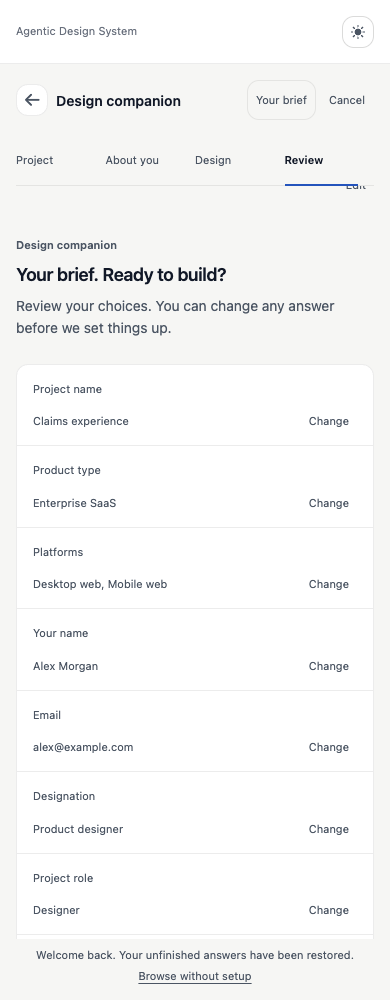 Agentic Design System
Design companion
Your brief
Cancel
Project
About you
Design
Review
Edit
Design companion
Your brief. Ready to build?
Review your choices. You can change any answer
before we set things up.
Project name
Claims experience
Change
Product type
Enterprise SaaS
Change
Platforms
Desktop web, Mobile web
Change
Your name
Alex Morgan
Change
Email
alex@example.com
Change
Designation
Product designer
Change
Project role
Designer
Change
Welcome back. Your unfinished answers have been restored.
Browse without setup